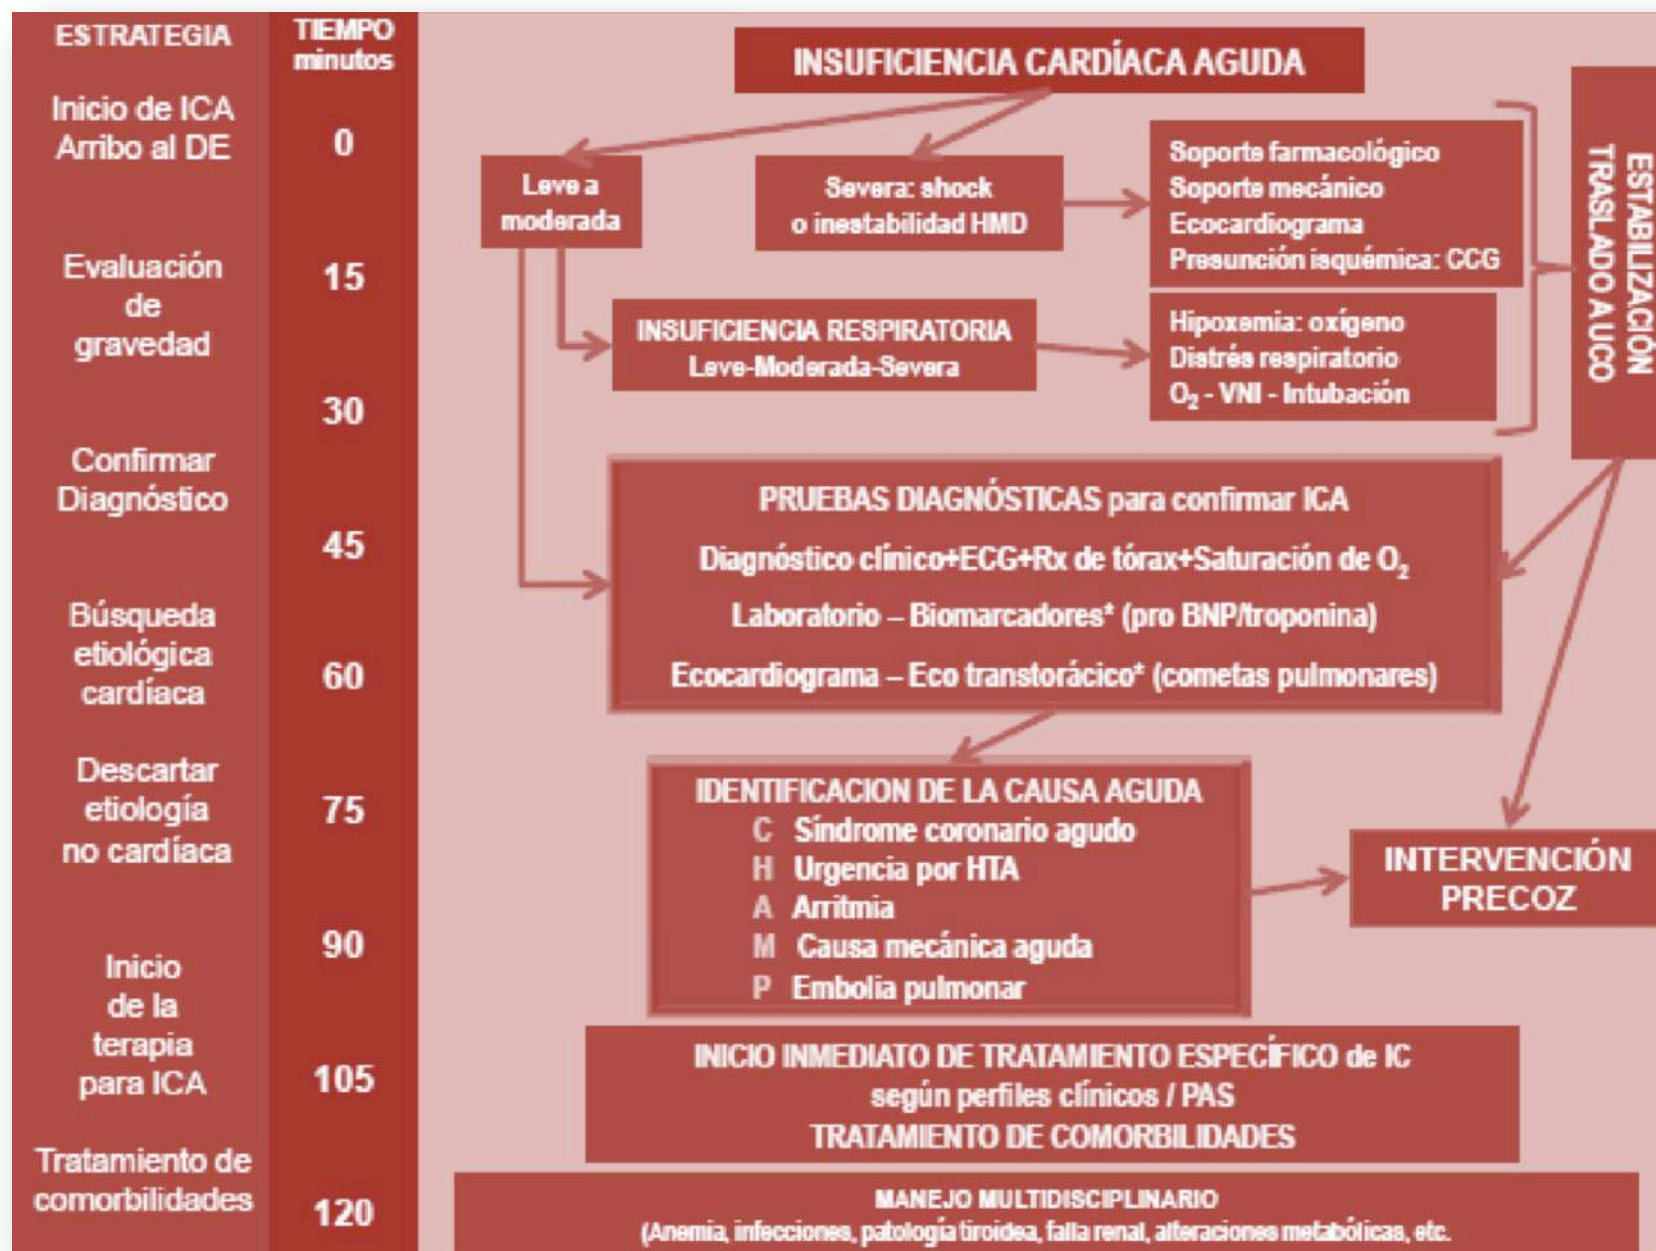 ESTRATEGIA
Inicio de ICA
Arribo al DE
Evaluación
de
gravedad
Confirmar
Diagnóstico
Búsqueda
etiológica
cardíaca
Descartar
etiología
no cardíaca
Inicio
de la
terapia
para ICA
Tratamiento de
comorbilidades
TIEMPO
minutos
0
15
30
45
60
75
90
105
120
INSUFICIENCIA CARDÍACA AGUDA
Leve a
moderada
Severa: shock
o inestabilidad HMD
Soporte farmacológico
Soporte mecánico
Ecocardiograma
Presunción isquémica: CCG
INSUFICIENCIA RESPIRATORIA
Leve-Moderada-Severa
Hipoxemia: oxígeno
Distrés respiratorio
O₂ - VNI - Intubación
ESTABILIZACIÓN
TRASLADO A UCO
PRUEBAS DIAGNÓSTICAS para confirmar ICA
Diagnóstico clínico+ECG+Rx de tórax+Saturación de O₂
Laboratorio – Biomarcadores* (pro BNP/troponina)
Ecocardiograma – Eco transtorácico* (cometas pulmonares)
IDENTIFICACION DE LA CAUSA AGUDA
C Síndrome coronario agudo
H Urgencia por HTA
A Arritmia
M Causa mecánica aguda
P Embolia pulmonar
INTERVENCIÓN
PRECOZ
INICIO INMEDIATO DE TRATAMIENTO ESPECÍFICO de IC
según perfiles clínicos / PAS
TRATAMIENTO DE COMORBILIDADES
MANEJO MULTIDISCIPLINARIO
(Anemia, infecciones, patología tiroidea, falla renal, alteraciones metabólicas, etc.